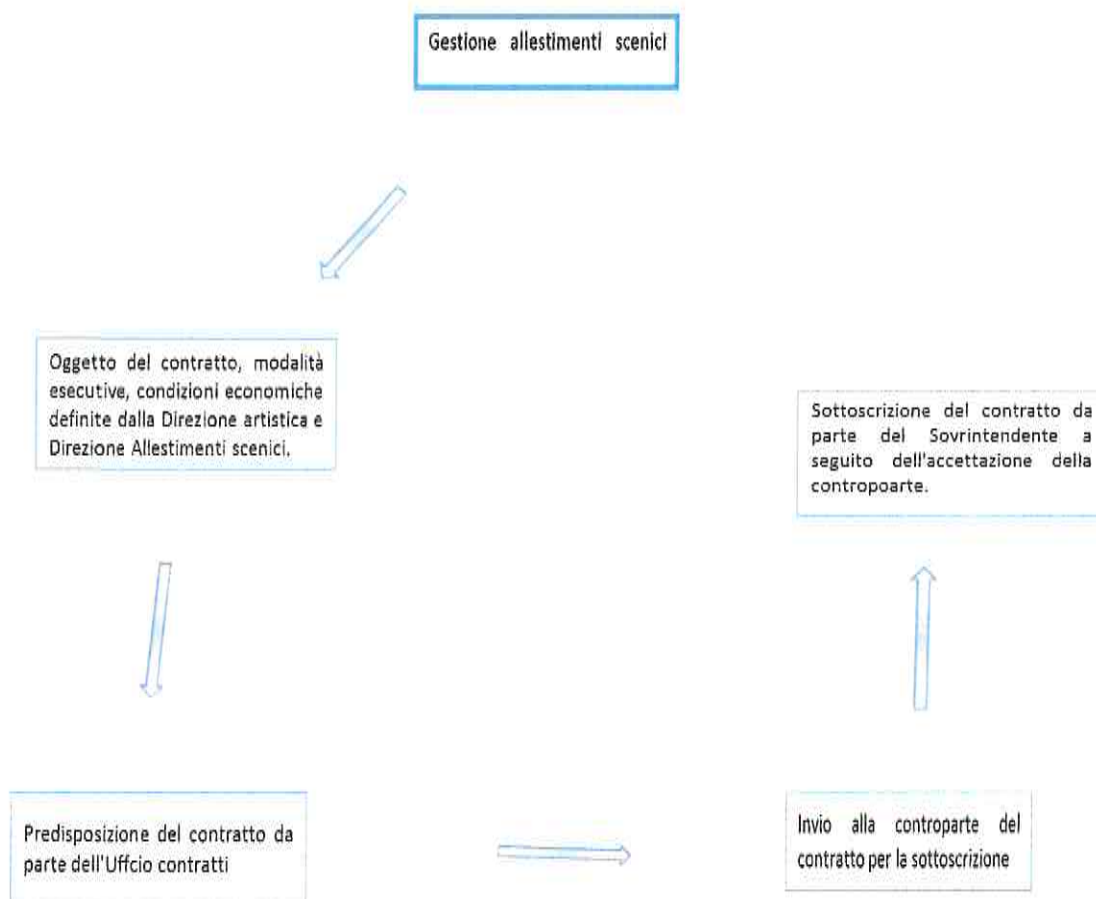 Gestione allestimenti scenici
Oggetto del contratto, modalità
esecutive, condizioni economiche
definite dalla Direzione artistica e
Direzione Allestimenti scenici.
Predisposizione del contratto da
parte dell'Uffcio contratti
Invio alla controparte del
contratto per la sottoscrizione
Sottoscrizione del contratto da
parte del Sovrintendente a
seguito dell'accettazione della
contropoarte.